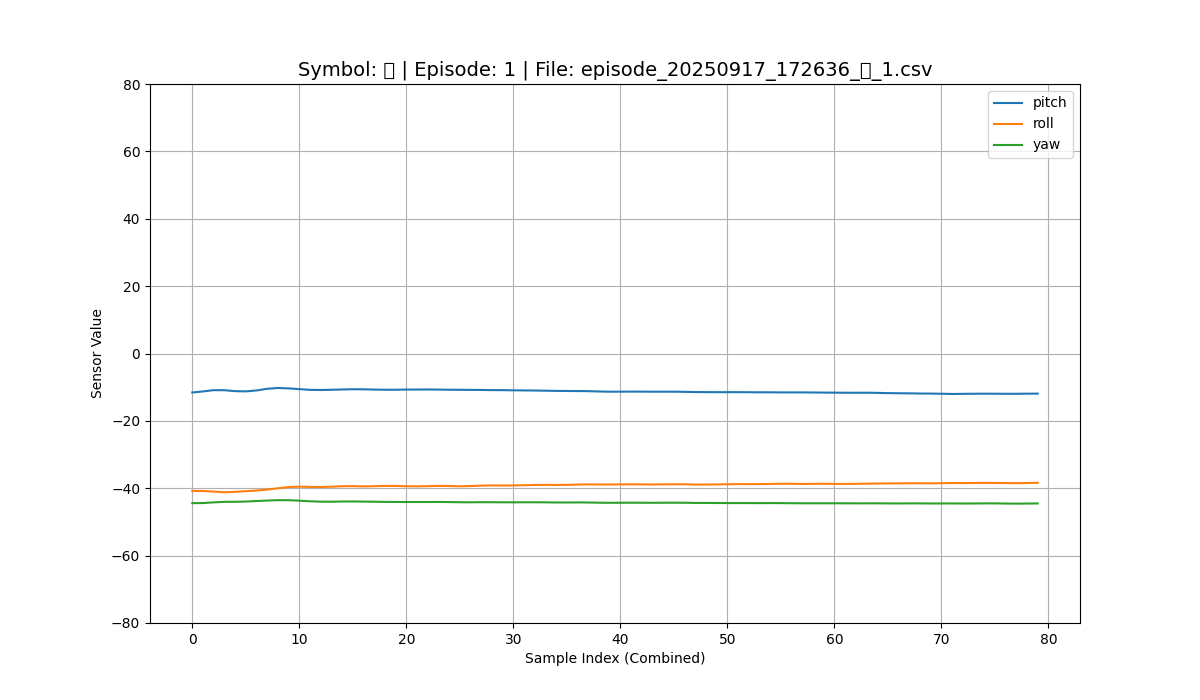 Symbol: | Episode: 1 | File: episode_20250917_172636_ _1.csv
80
60
40
20
0
−20
−40
−60
−80
Sensor Value
pitch
roll
yaw
0 10 20 30 40 50 60 70 80
Sample Index (Combined)